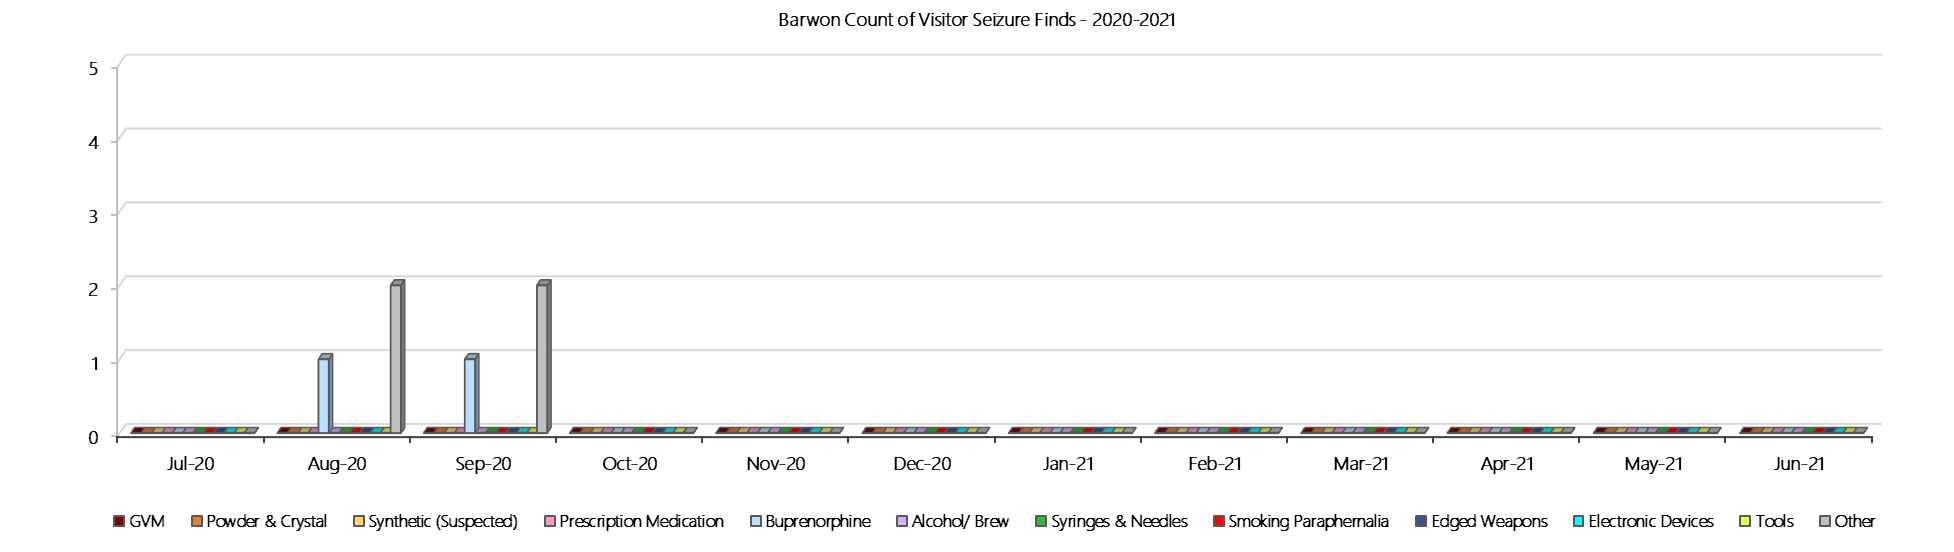 Barwon Count of Visitor Seizure Finds - 2020-2021
5
4
3
2
1
0
Jul-20 Aug-20 Sep-20 Oct-20 Nov-20 Dec-20 Jan-21 Feb-21 Mar-21 Apr-21 May-21 Jun-21
GVM Powder & Crystal Synthetic (Suspected) Prescription Medication Buprenorphine Alcohol/ Brew Syringes & Needles Smoking Paraphernalia Edged Weapons Electronic Devices Tools Other